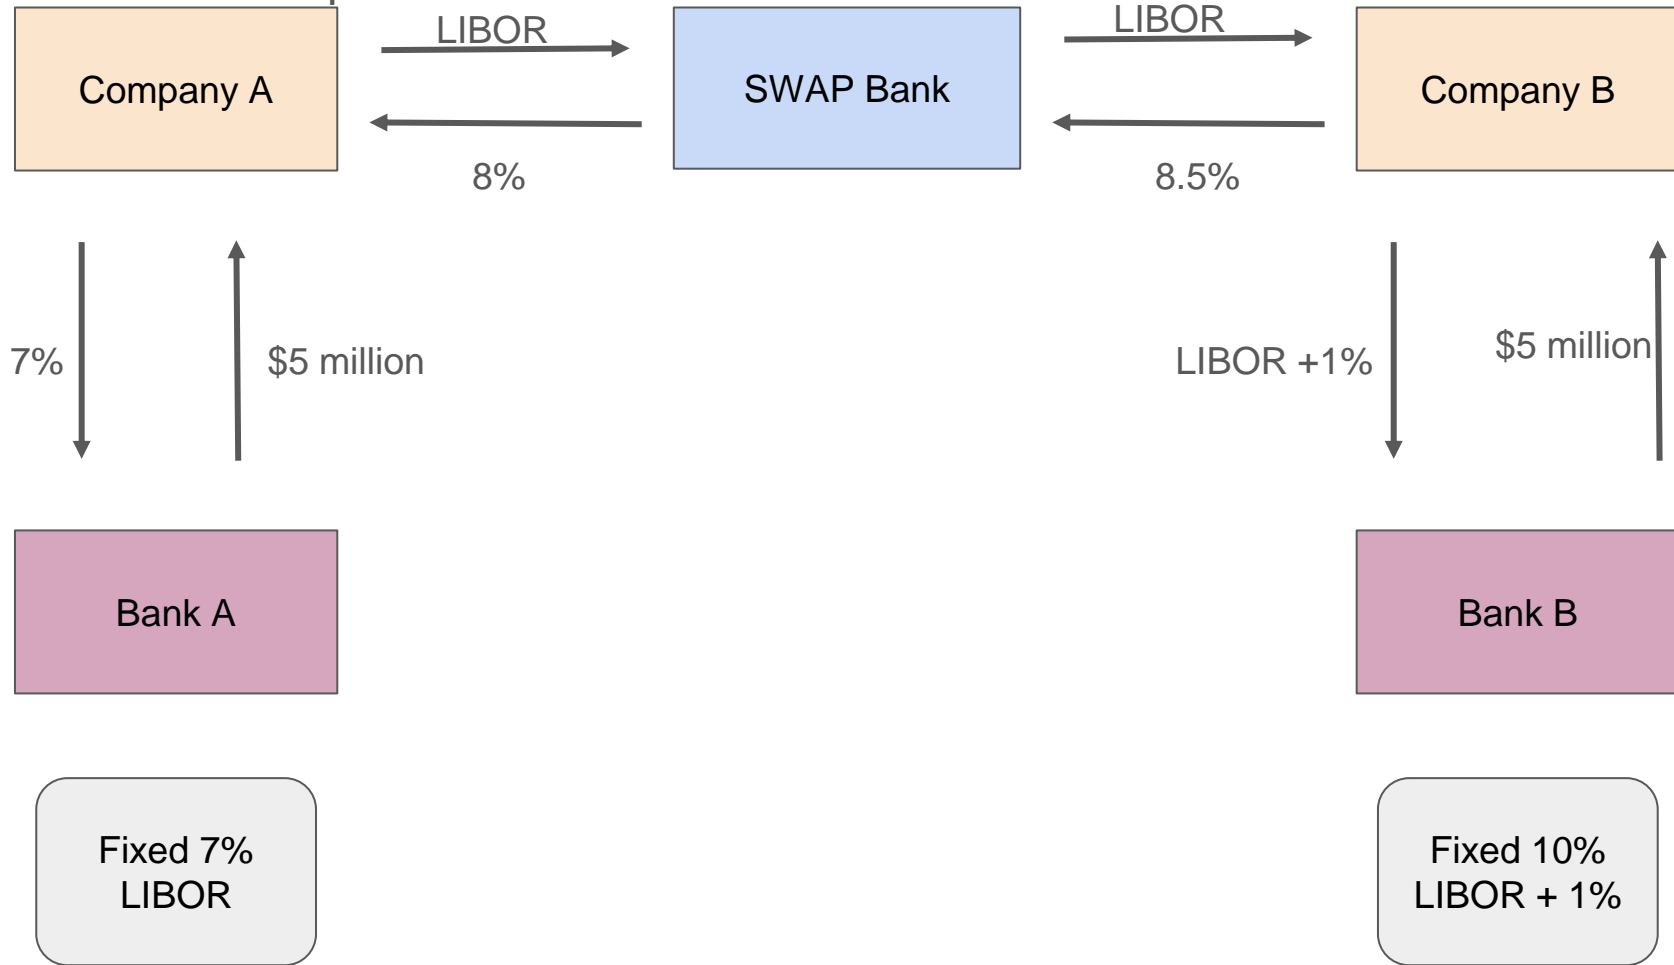 LIBOR
LIBOR
Company A
SWAP Bank
Company B
8%
8.5%
7%
$5 million
LIBOR +1%
$5 million
Bank A
Bank B
Fixed 7%
LIBOR
Fixed 10%
LIBOR + 1%